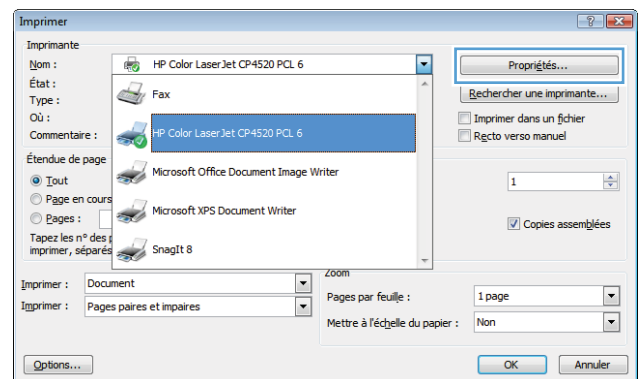 Imprimer
Imprimante
Nom : HP Color LaserJet CP4520 PCL 6 Propriétés...
État : Fax
Type : Rechercher une imprimante...
Où : HP Color LaserJet CP4520 PCL 6 Imprimer dans un fichier
Commentaire : Recto verso manuel
Étendue de page
Tout Microsoft Office Document Image Writer 1
Page en cours
Pages : Microsoft XPS Document Writer Copies assemblées
Tapez les n° des
imprimer, séparés SnagIt 8
Zoom
Imprimer : Document
Pages par feuille : 1 page
Imprimer : Pages paires et impaires
Mettre à l'échelle du papier : Non
Options... OK Annuler